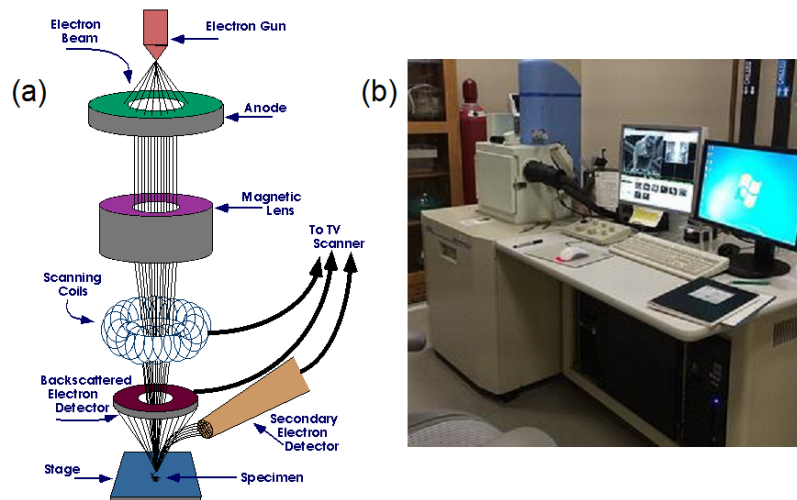 Electron Gun
Electron
Beam
(a)
Anode
Magnetic
Lens
To TV
Scanner
Scanning
Coils
Backscattered
Electron
Detector
Secondary
Electron
Detector
Stage
Specimen
(b)
CHILLED